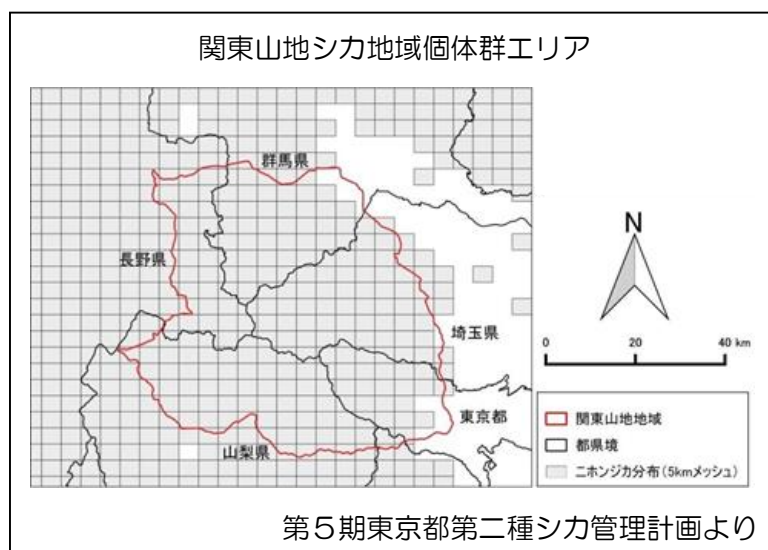 関東山地シカ地域個体群エリア
群馬県
長野県
埼玉県
東京都
山梨県
N
0 20 40 km
関東山地地域
都県境
ニホンジカ分布(5kmメッシュ)
第5期東京都第二種シカ管理計画より